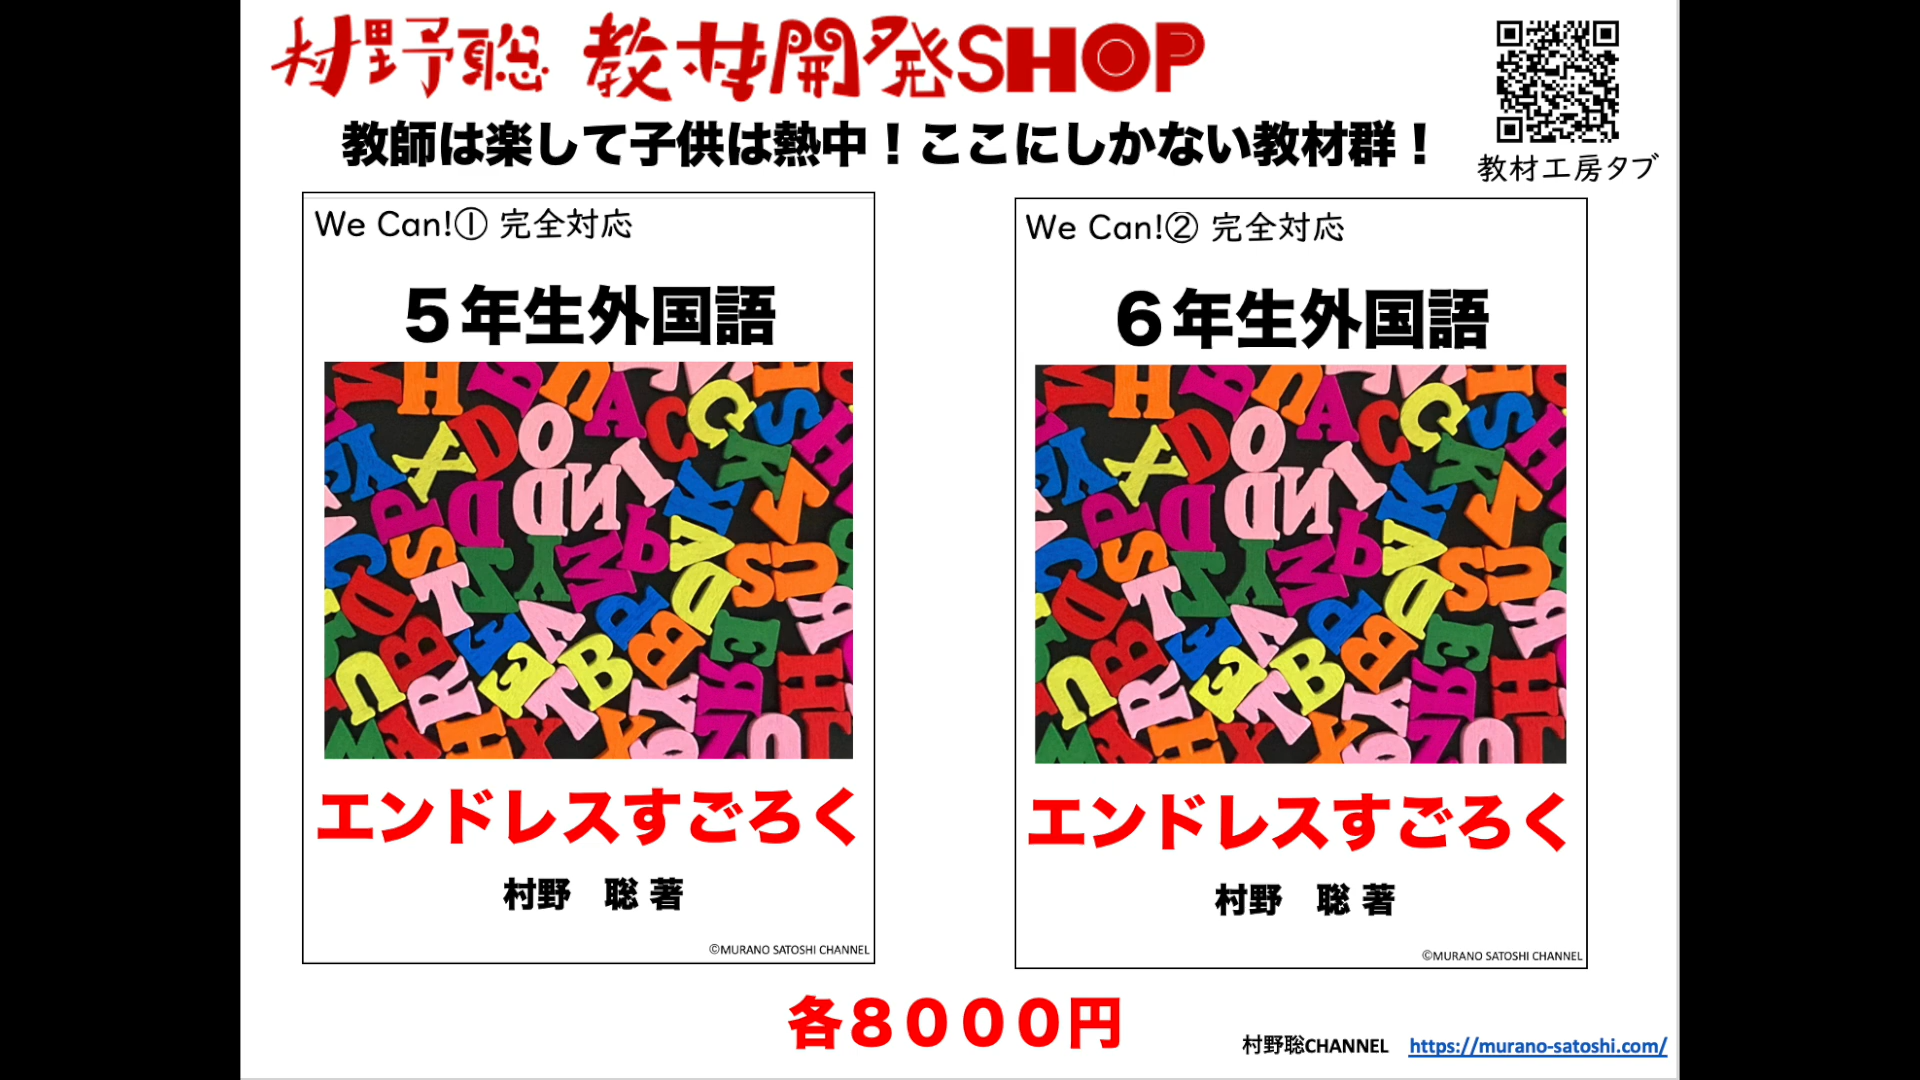 村野聡 教材開発SHOP
教師は楽して子供は熱中！ここにしかない教材群！
教材工房タブ
We Can!① 完全対応
５年生外国語
エンドレスすごろく
村野　聡 著
©MURANO SATOSHI CHANNEL
We Can!② 完全対応
６年生外国語
エンドレスすごろく
村野　聡 著
©MURANO SATOSHI CHANNEL
各８０００円
村野聡CHANNEL https://murano-satoshi.com/